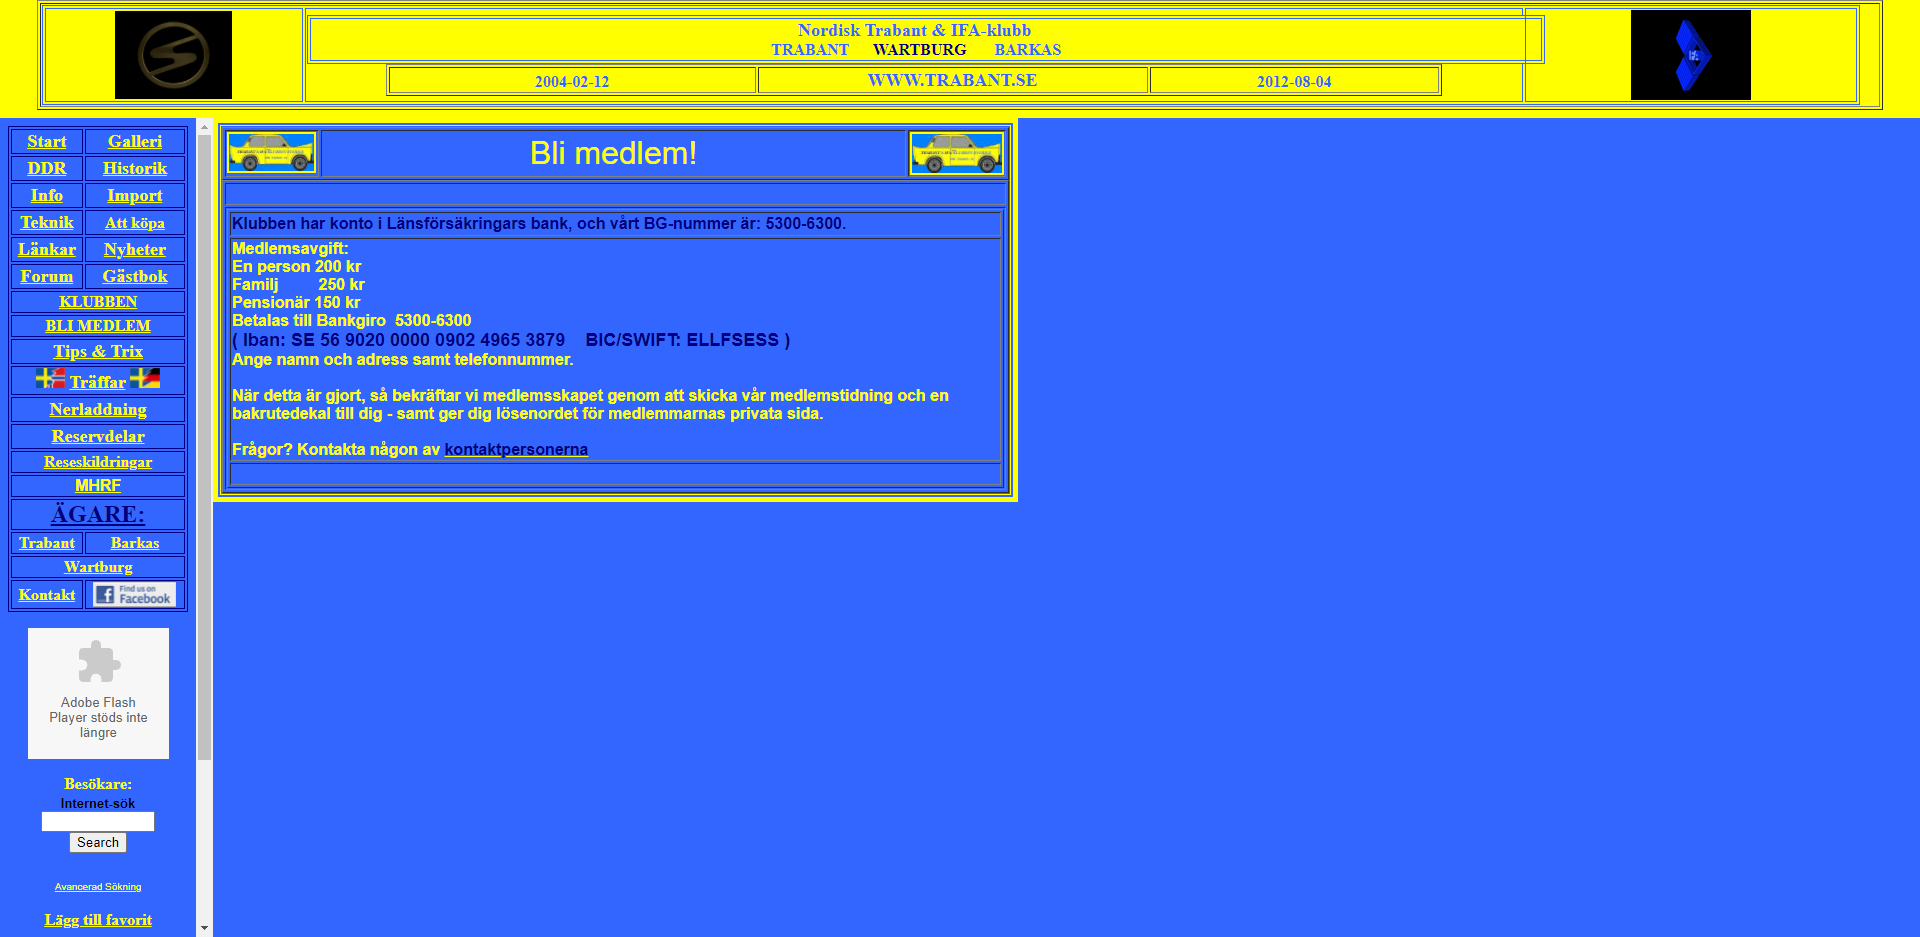 Nordisk Trabant & IFA-klubb
TRABANT WARTBURG BARKAS
2004-02-12 WWW.TRABANT.SE 2012-08-04
IFA
Start Galleri
DDR Historik
Info Import
Teknik Att köpa
Länkar Nyheter
Forum Gästbok
KLUBBEN
BLI MEDLEM
Tips & Trix
Träffar
Nerladdning
Reservdelar
Reseskildringar
MHRF
ÄGARE:
Trabant Barkas
Wartburg
Kontakt Find us on
Facebook
Adobe Flash
Player stöds inte
längre
Besökare:
Internet-sök
Search
Avancerad Sökning
Lägg till favorit
Bli medlem!
Klubben har konto i Länsförsäkringars bank, och vårt BG-nummer är: 5300-6300.
Medlemsavgift:
En person 200 kr
Familj 250 kr
Pensionär 150 kr
Betalas till Bankgiro 5300-6300
( Iban: SE 56 9020 0000 0902 4965 3879 BIC/SWIFT: ELLFSESS )
Ange namn och adress samt telefonnummer.
När detta är gjort, så bekräftar vi medlemsskapet genom att skicka vår medlemstidning och en
bakrutedekal till dig - samt ger dig lösenordet för medlemmarnas privata sida.
Frågor? Kontakta någon av kontaktpersonerna